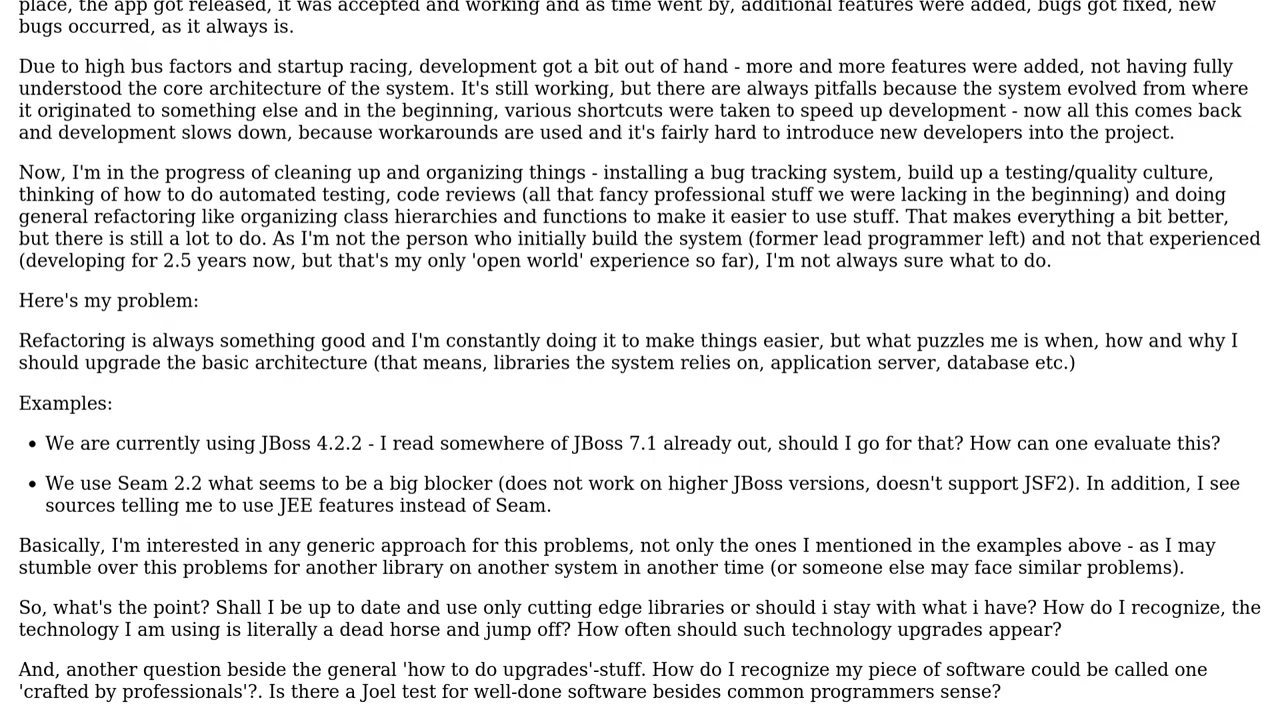 place, the app got released, it was accepted and working and as time went by, additional features were added, bugs got fixed, new
bugs occurred, as it always is.
Due to high bus factors and startup racing, development got a bit out of hand - more and more features were added, not having fully
understood the core architecture of the system. It's still working, but there are always pitfalls because the system evolved from where
it originated to something else and in the beginning, various shortcuts were taken to speed up development - now all this comes back
and development slows down, because workarounds are used and it's fairly hard to introduce new developers into the project.
Now, I'm in the progress of cleaning up and organizing things - installing a bug tracking system, build up a testing/quality culture,
thinking of how to do automated testing, code reviews (all that fancy professional stuff we were lacking in the beginning) and doing
general refactoring like organizing class hierarchies and functions to make it easier to use stuff. That makes everything a bit better,
but there is still a lot to do. As I'm not the person who initially build the system (former lead programmer left) and not that experienced
(developing for 2.5 years now, but that's my only 'open world' experience so far), I'm not always sure what to do.
Here's my problem:
Refactoring is always something good and I'm constantly doing it to make things easier, but what puzzles me is when, how and why I
should upgrade the basic architecture (that means, libraries the system relies on, application server, database etc.)
Examples:
• We are currently using JBoss 4.2.2 - I read somewhere of JBoss 7.1 already out, should I go for that? How can one evaluate this?
• We use Seam 2.2 what seems to be a big blocker (does not work on higher JBoss versions, doesn't support JSF2). In addition, I see
sources telling me to use JEE features instead of Seam.
Basically, I'm interested in any generic approach for this problems, not only the ones I mentioned in the examples above - as I may
stumble over this problems for another library on another system in another time (or someone else may face similar problems).
So, what's the point? Shall I be up to date and use only cutting edge libraries or should i stay with what i have? How do I recognize, the
technology I am using is literally a dead horse and jump off? How often should such technology upgrades appear?
And, another question beside the general 'how to do upgrades'-stuff. How do I recognize my piece of software could be called one
'crafted by professionals'?. Is there a Joel test for well-done software besides common programmers sense?